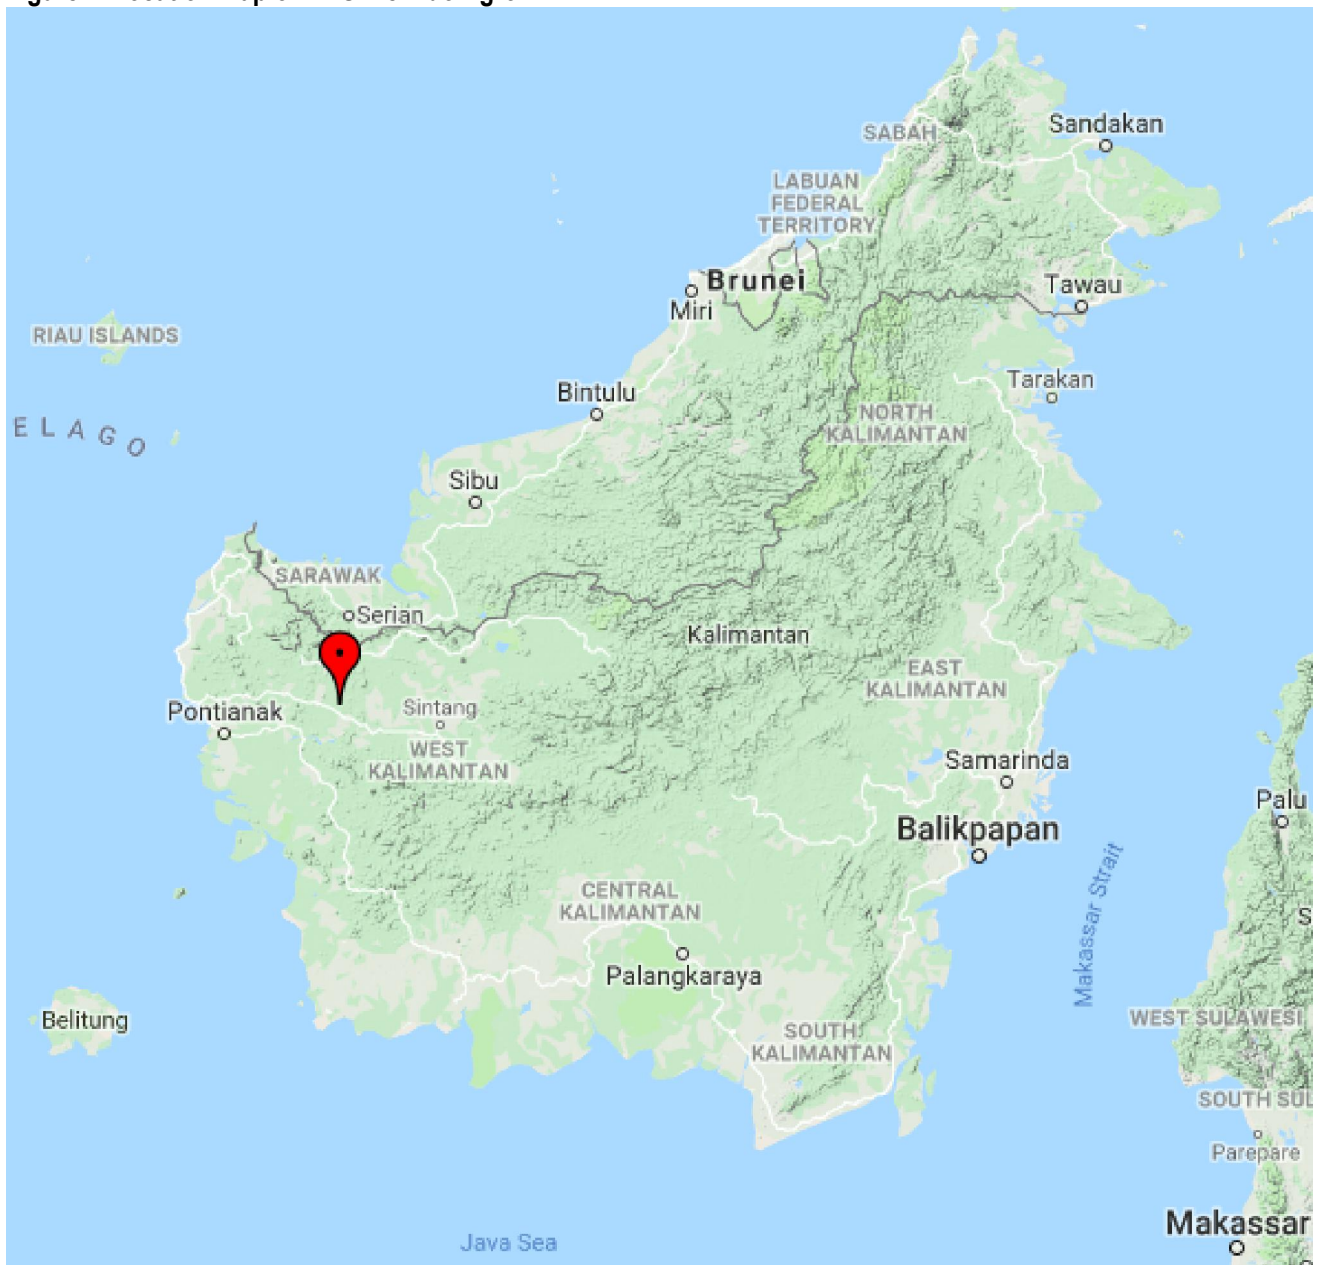 Sandakan
SABAH
LABUAN
FEDERAL
TERRITORY
Brunei
Miri
Tawau
RIAU ISLANDS
Bintulu
Tarakan
NORTH
KALIMANTAN
ELAGO
Sibu
SARAWAK
Serian
Kalimantan
EAST
KALIMANTAN
Pontianak
Sintang
WEST
KALIMANTAN
Samarinda
Palu
Balikpapan
Makassar Strait
CENTRAL
KALIMANTAN
S
Palangkaraya
Belitung
WEST SULAWESI
SOUTH
KALIMANTAN
SOUTH SUL
Parepare
Makassar
Java Sea